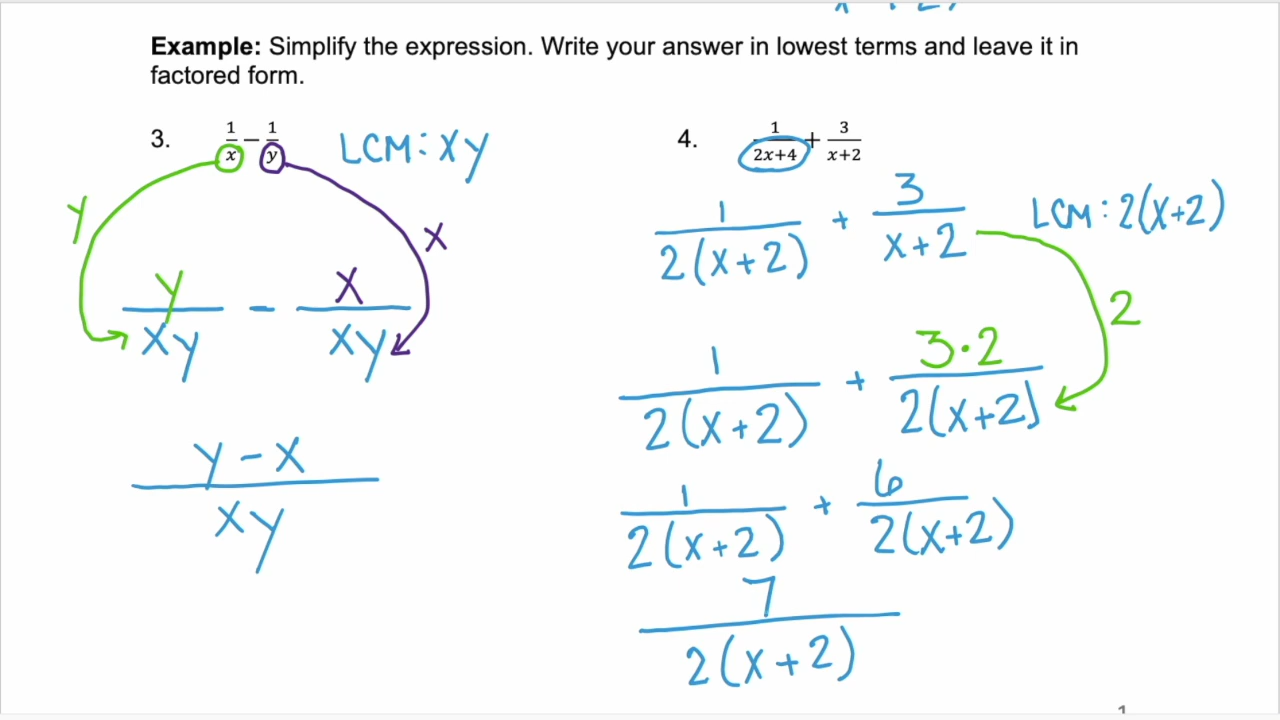 Example: Simplify the expression. Write your answer in lowest terms and leave it in
factored form.
3. 1/x − 1/y
LCM: xy
y
x
y/xy − x/xy
y − x/xy
4. 1/2x+4 + 3/x+2
1/2(x+2) + 3/x+2
LCM: 2(x+2)
2
1/2(x+2) + 3·2/2(x+2)
1/2(x+2) + 6/2(x+2)
7/2(x+2)